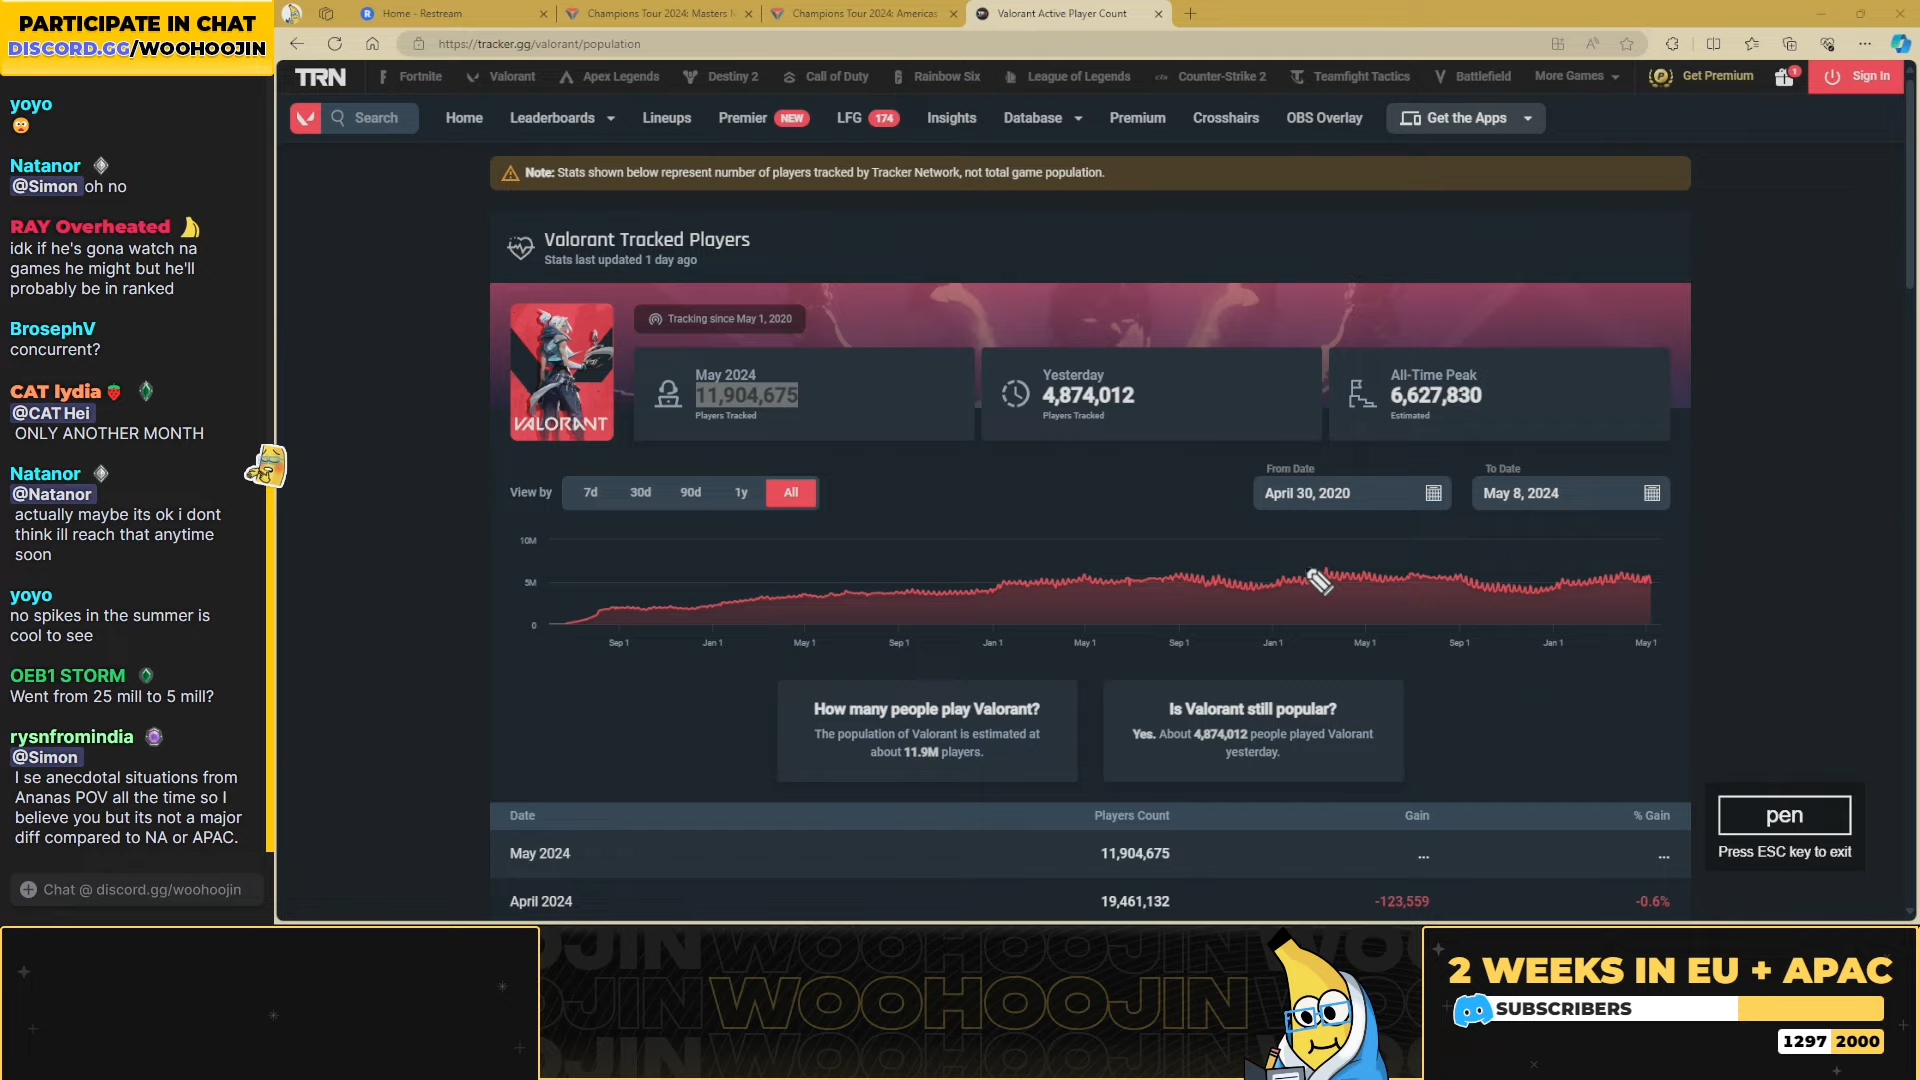 PARTICIPATE IN CHAT
DISCORD.GG/WOOHOOJIN
yoyo
Natanor
@Simon oh no
RAY Overheated
idk if he's gona watch na
games he might but he'll
probably be in ranked
BrosephV
concurrent?
CAT lydia
@CAT Hei
ONLY ANOTHER MONTH
Natanor
@Natanor
actually maybe its ok i dont
think ill reach that anytime
soon
yoyo
no spikes in the summer is
cool to see
OEB1 STORM
Went from 25 mill to 5 mill?
rysnfromindia
@Simon
I se anecdotal situations from
Ananas POV all the time so I
believe you but its not a major
diff compared to NA or APAC.
Chat @ discord.gg/woohoojin
Home - Restream
Champions Tour 2024: Masters
Champions Tour 2024: Americas
Valorant Active Player Count
https://tracker.gg/valorant/population
TRN
Fortnite
Valorant
Apex Legends
Destiny 2
Call of Duty
Rainbow Six
League of Legends
Counter-Strike 2
Teamfight Tactics
Battlefield
More Games
Get Premium
1
Sign In
Search
Home
Leaderboards
Lineups
Premier NEW
LFG 174
Insights
Database
Premium
Crosshairs
OBS Overlay
Get the Apps
Note: Stats shown below represent number of players tracked by Tracker Network, not total game population.
Valorant Tracked Players
Stats last updated 1 day ago
VALORANT
Tracking since May 1, 2020
May 2024
11,904,675
Players Tracked
Yesterday
4,874,012
Players Tracked
All-Time Peak
6,627,830
Estimated
View by
7d
30d
90d
1y
All
From Date
April 30, 2020
To Date
May 8, 2024
10M
5M
0
Sep 1
Jan 1
May 1
Sep 1
Jan 1
May 1
Sep 1
Jan 1
May 1
Sep 1
Jan 1
May 1
How many people play Valorant?
The population of Valorant is estimated at
about 11.9M players.
Is Valorant still popular?
Yes. About 4,874,012 people played Valorant
yesterday.
Date
Players Count
Gain
% Gain
May 2024
11,904,675
...
...
April 2024
19,461,132
-123,559
-0.6%
pen
Press ESC key to exit
WOOHOOJIN
2 WEEKS IN EU + APAC
SUBSCRIBERS
1297 2000